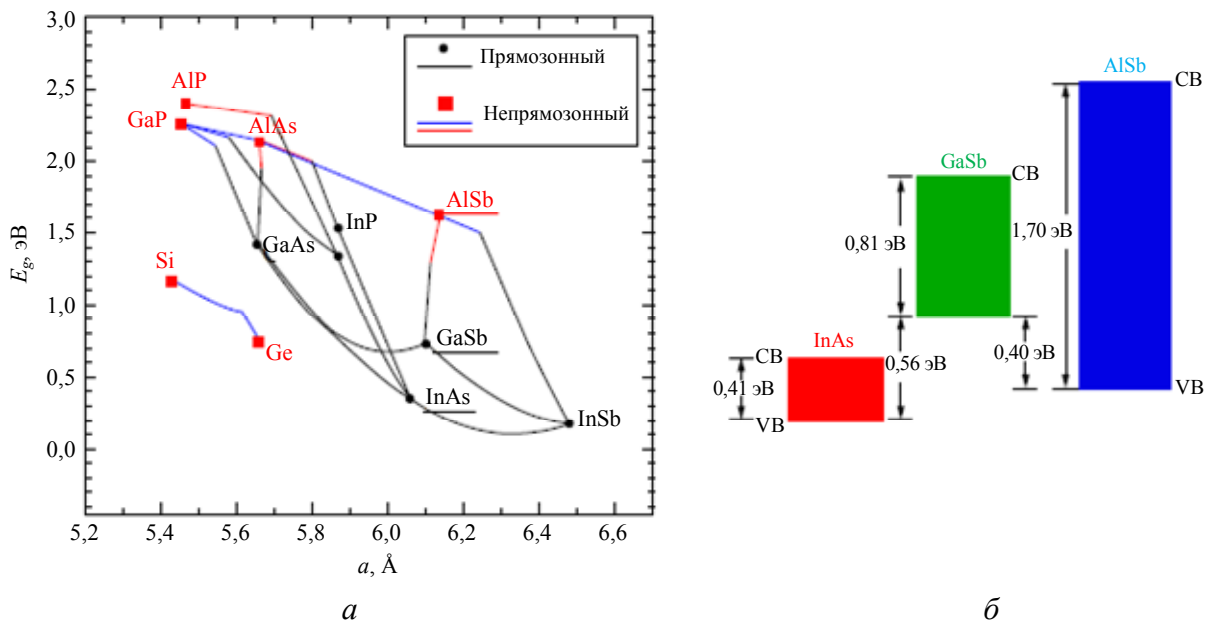 3,0
2,5
2,0
1,5
1,0
0,5
0,0
E_g, эВ
5,2 5,4 5,6 5,8 6,0 6,2 6,4 6,6
a, Å
Прямозонный
Непрямозонный
AlP
GaP
AlAs
AlSb
InP
GaAs
Si
Ge
GaSb
InAs
InSb
а
AlSb
CB
GaSb
CB
0,81 эВ
1,70 эВ
InAs
CB
0,56 эВ
0,40 эВ
0,41 эВ
VB
VB
б